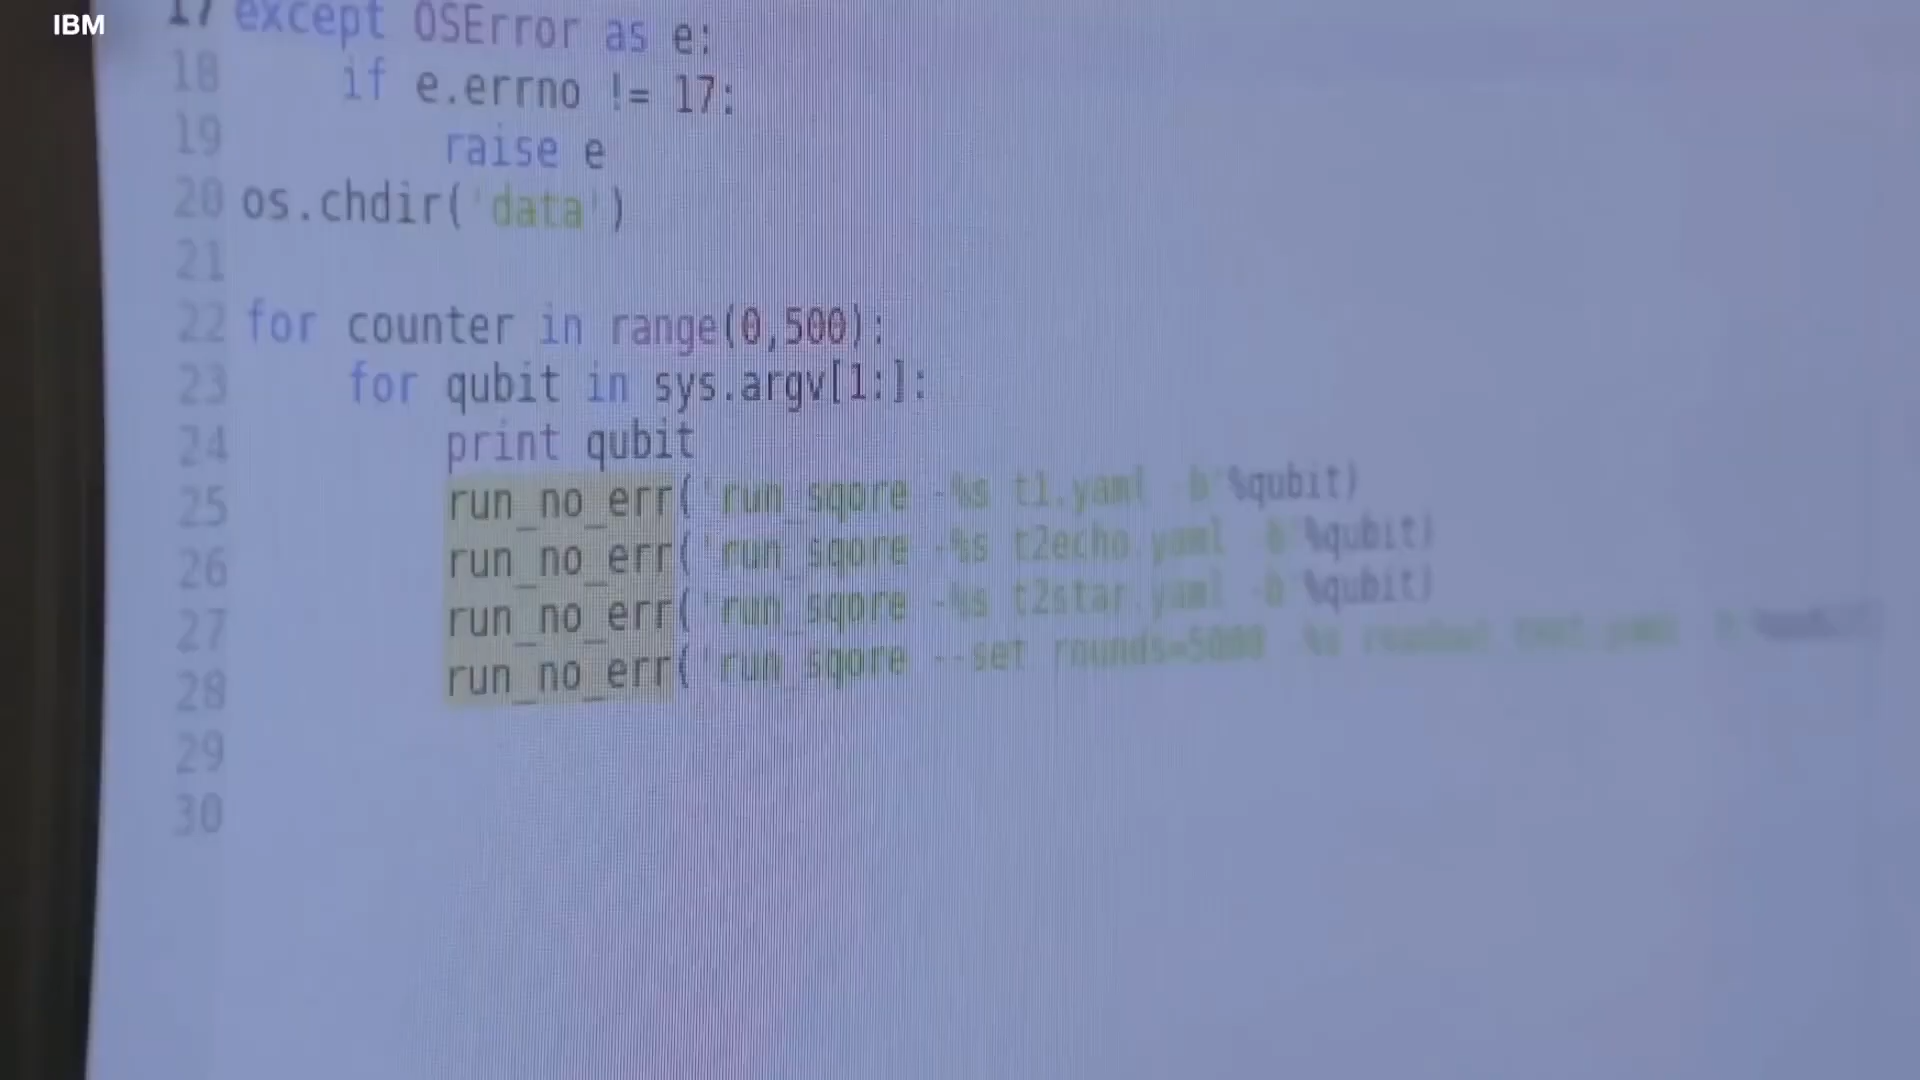 IBM
17 except OSError as e:
18 if e.errno != 17:
19 raise e
20 os.chdir('data')
21
22 for counter in range(0,500):
23 for qubit in sys.argv[1:]:
24 print qubit
25 run_no_err('run_sqore -%s t1.yaml -b'%qubit)
26 run_no_err('run_sqore -%s t2echo.yaml -b'%qubit)
27 run_no_err('run_sqore -%s t2star.yaml -b'%qubit)
28 run_no_err('run_sqore --set rounds=5000
29
30